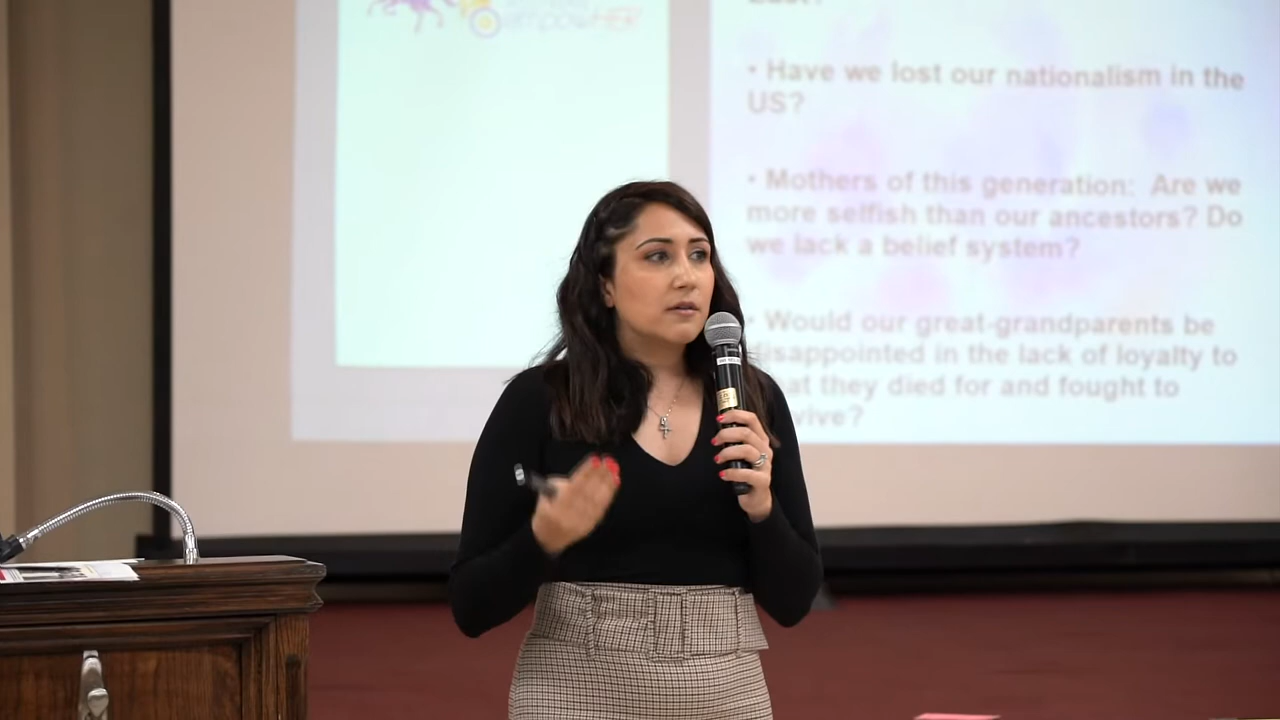 empowHER
East?
• Have we lost our nationalism in the
US?
• Mothers of this generation: Are we
more selfish than our ancestors? Do
we lack a belief system?
• Would our great-grandparents be
disappointed in the lack of loyalty to
they died for and fought to